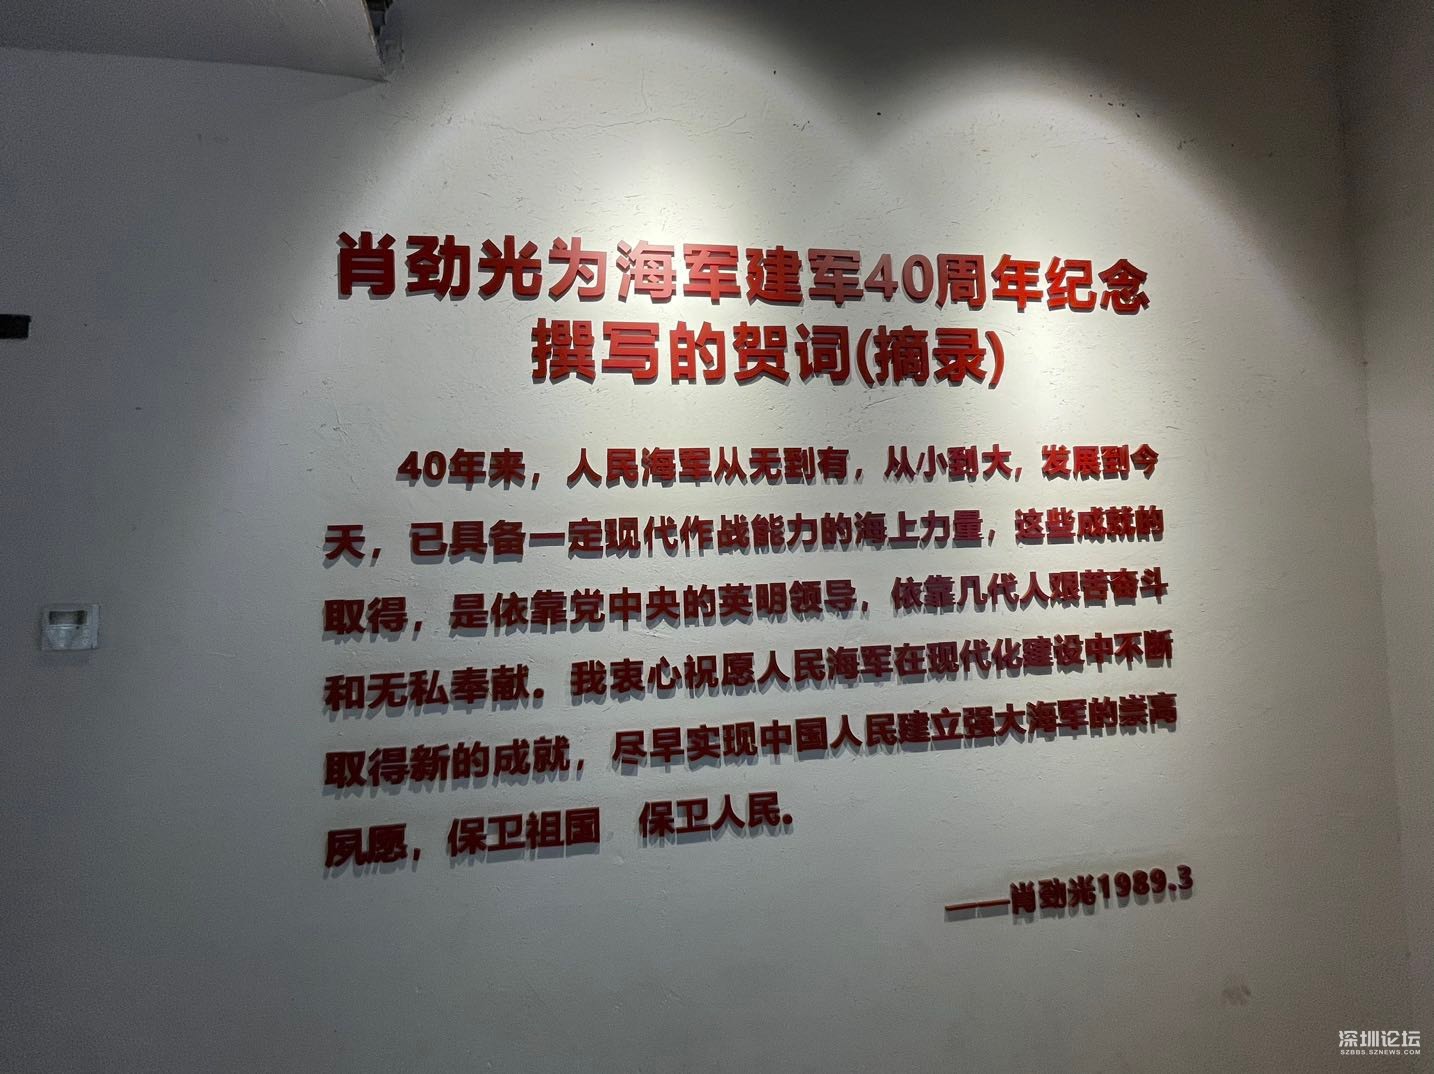 肖劲光为海军建军40周年纪念
撰写的贺词(摘录)
40年来，人民海军从无到有，从小到大，发展到今
天，已具备一定现代作战能力的海上力量，这些成就的
取得，是依靠党中央的英明领导，依靠几代人艰苦奋斗
和无私奉献。我衷心祝愿人民海军在现代化建设中不断
取得新的成就，尽早实现中国人民建立强大海军的崇高
夙愿，保卫祖国　保卫人民。
——肖劲光1989.3
深圳论坛
SZBBS.SZNEWS.COM